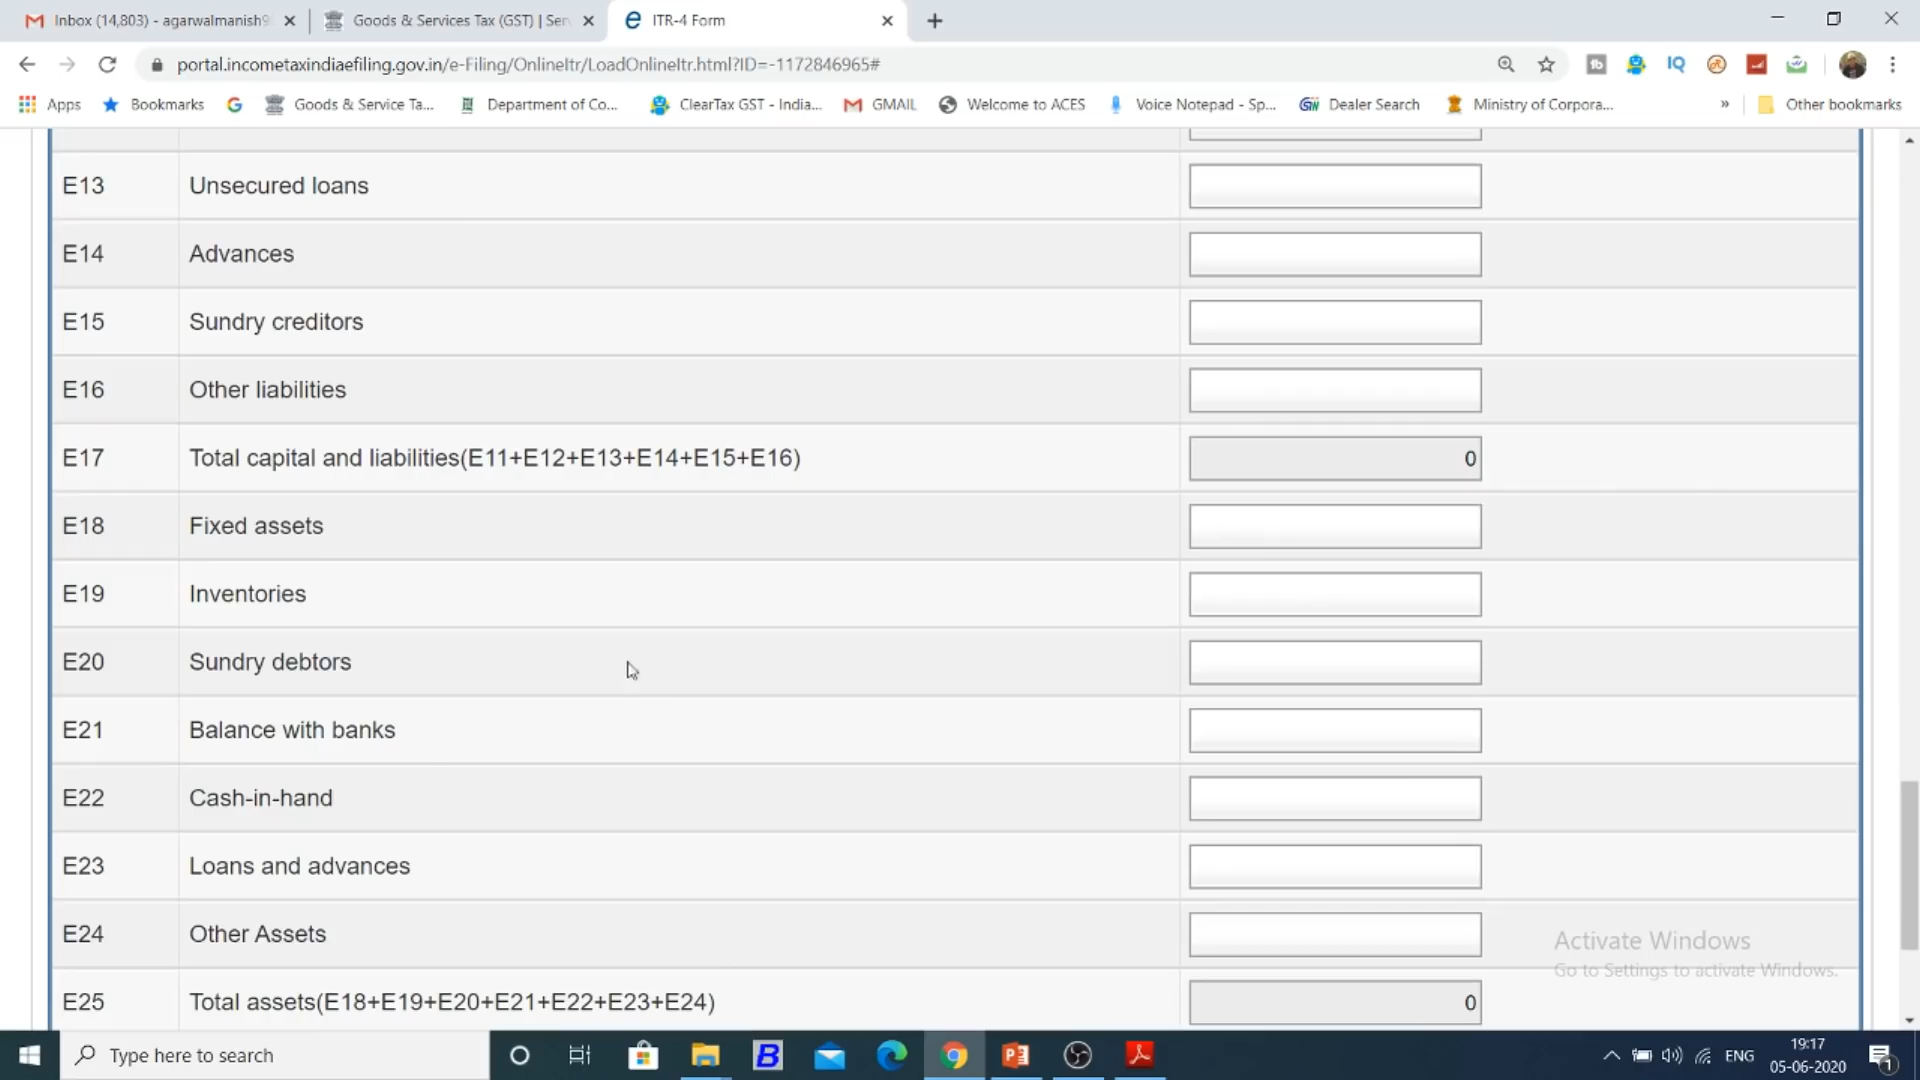 Inbox (14,803) - agarwalmanish9
Goods & Services Tax (GST) | Ser
ITR-4 Form
portal.incometaxindiaefiling.gov.in/e-Filing/OnlineItr/LoadOnlineItr.html?ID=-1172846965#
Apps
Bookmarks
Goods & Service Ta...
Department of Co...
ClearTax GST - India...
GMAIL
Welcome to ACES
Voice Notepad - Sp...
Dealer Search
Ministry of Corpora...
»
Other bookmarks
E13 Unsecured loans
E14 Advances
E15 Sundry creditors
E16 Other liabilities
E17 Total capital and liabilities(E11+E12+E13+E14+E15+E16) 0
E18 Fixed assets
E19 Inventories
E20 Sundry debtors
E21 Balance with banks
E22 Cash-in-hand
E23 Loans and advances
E24 Other Assets
E25 Total assets(E18+E19+E20+E21+E22+E23+E24) 0
Activate Windows
Go to Settings to activate Windows.
Type here to search
ENG
19:17
05-06-2020
1